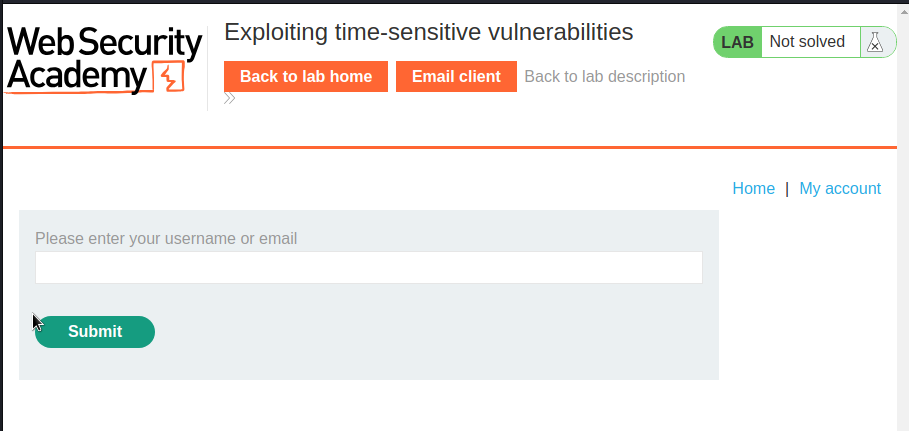 Web Security
Academy
Exploiting time-sensitive vulnerabilities
LAB Not solved
Back to lab home Email client Back to lab description
Home | My account
Please enter your username or email
Submit